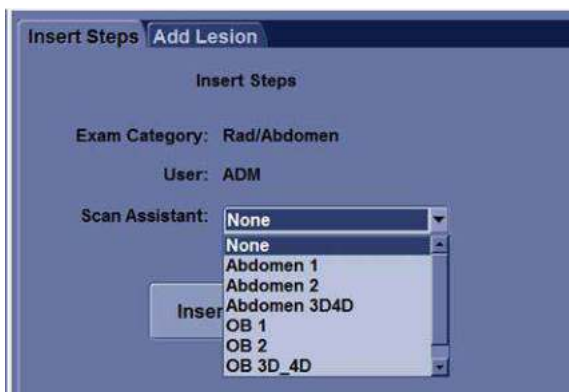 Insert Steps Add Lesion
Insert Steps
Exam Category: Rad/Abdomen
User: ADM
Scan Assistant: None
None
Abdomen 1
Abdomen 2
Abdomen 3D4D
OB 1
OB 2
OB 3D_4D